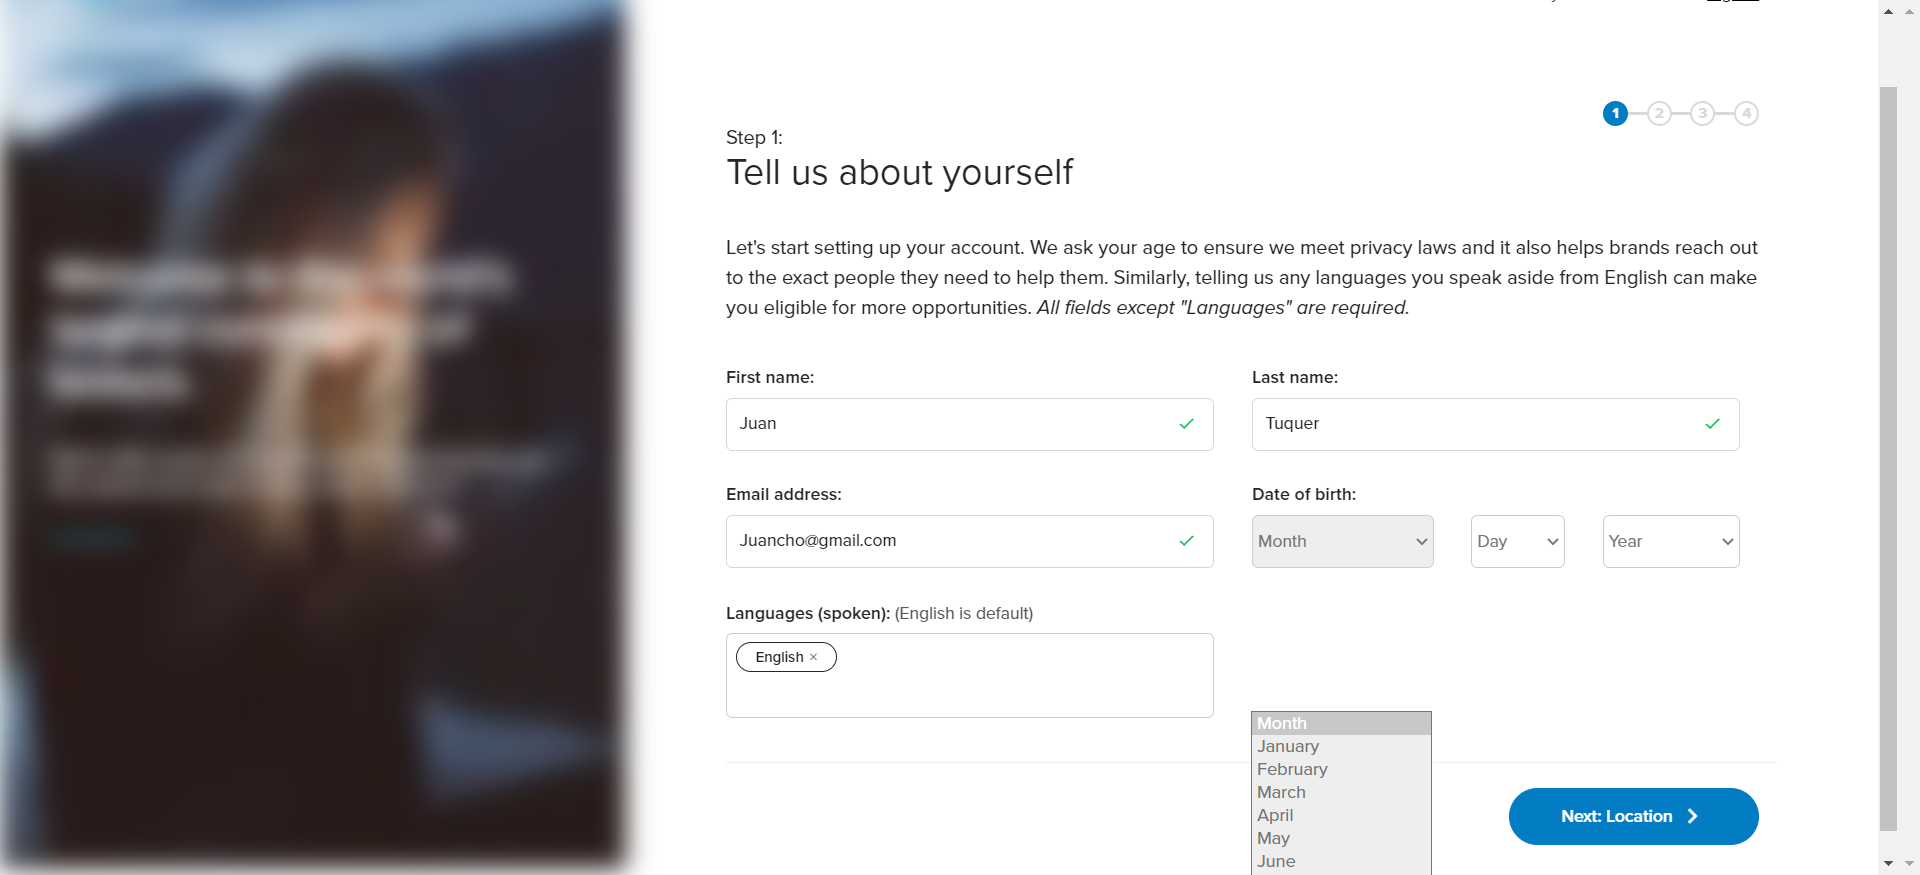 1 2 3 4
Step 1:
Tell us about yourself
Let's start setting up your account. We ask your age to ensure we meet privacy laws and it also helps brands reach out
to the exact people they need to help them. Similarly, telling us any languages you speak aside from English can make
you eligible for more opportunities. All fields except "Languages" are required.
First name:
Last name:
Juan
Tuquer
Email address:
Date of birth:
Juancho@gmail.com
Month
Day
Year
Languages (spoken): (English is default)
English ×
Month
January
February
March
April
May
June
Next: Location